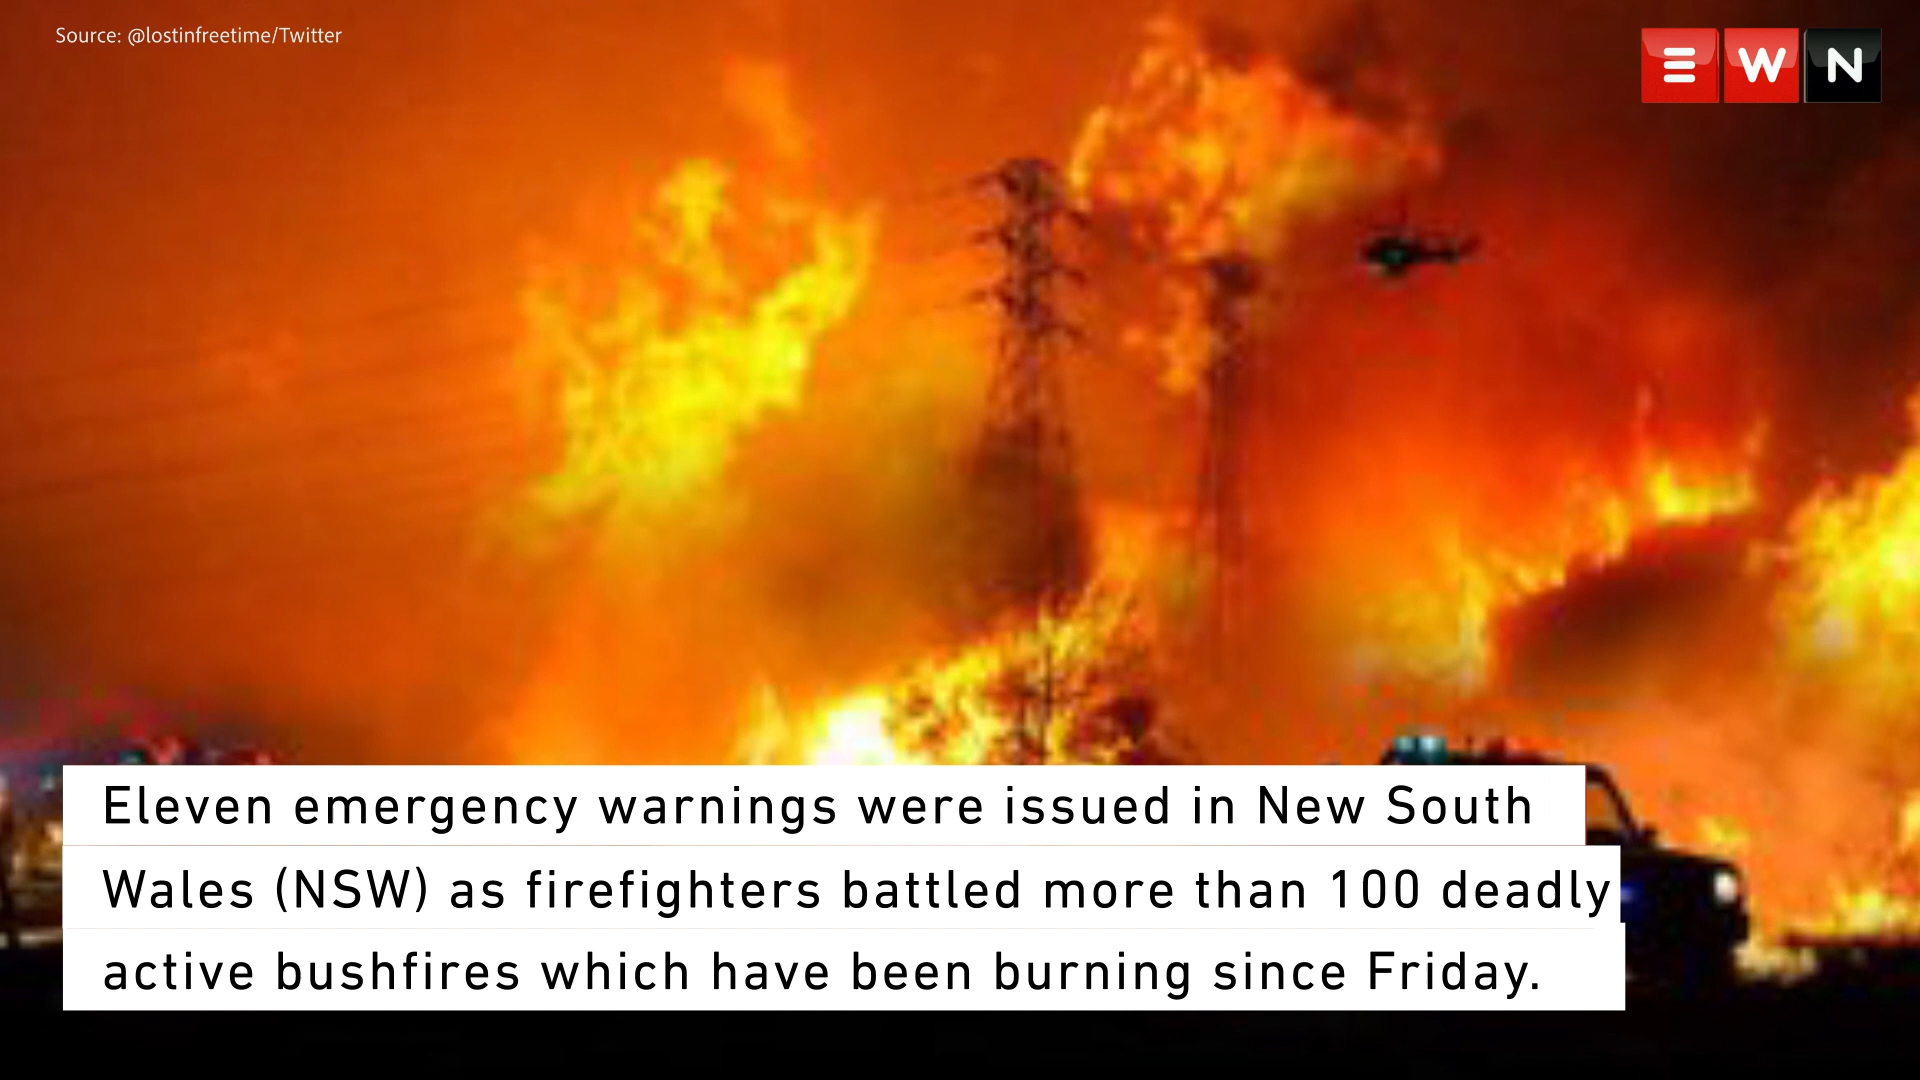 Source: @lostinfreetime/Twitter
EWN
Eleven emergency warnings were issued in New South
Wales (NSW) as firefighters battled more than 100 deadly
active bushfires which have been burning since Friday.